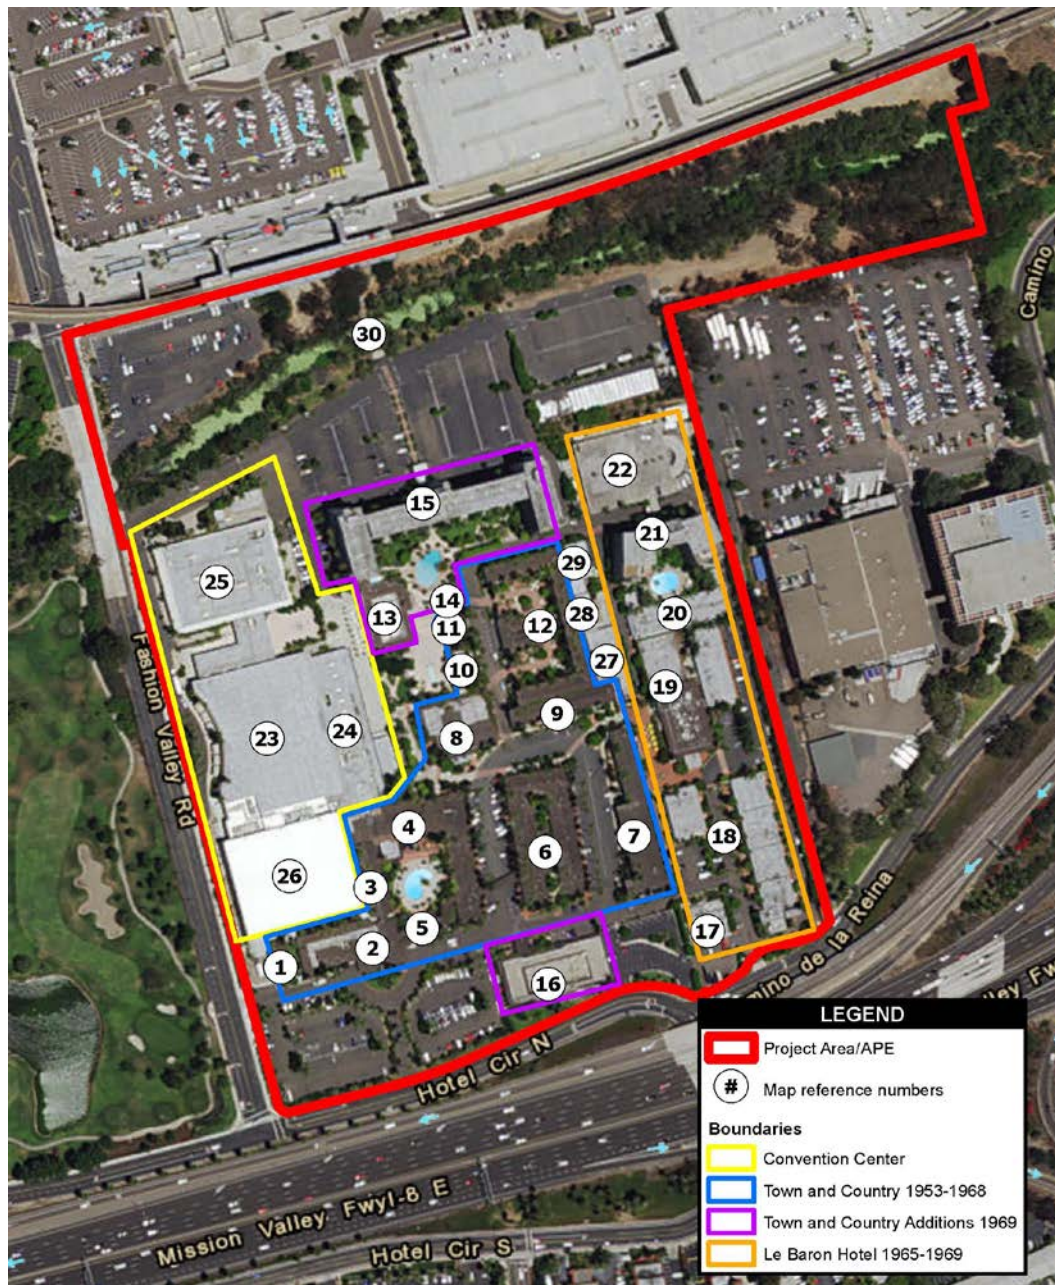 Camino
30
22
15
21
29
25
14
20
13
28
11
12
10
27
19
9
24
23
8
Fashion Valley Rd
4
7
18
6
26
3
5
17
2
1
16
Camino de la Reina
Hotel Cir N
Mission Valley FwyI-8 E
Hotel Cir S
LEGEND
Project Area/APE
# Map reference numbers
Boundaries
Convention Center
Town and Country 1953-1968
Town and Country Additions 1969
Le Baron Hotel 1965-1969